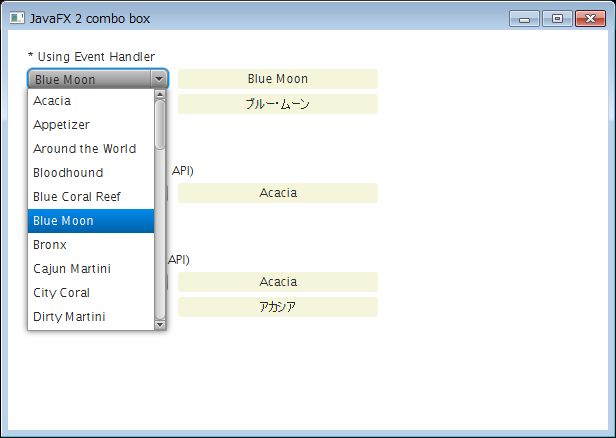 JavaFX 2 combo box
* Using Event Handler
Blue Moon
Blue Moon
ブルー・ムーン
Acacia
Appetizer
Around the World
Bloodhound
Blue Coral Reef
Blue Moon
Bronx
Cajun Martini
City Coral
Dirty Martini
API)
Acacia
API)
Acacia
アカシア